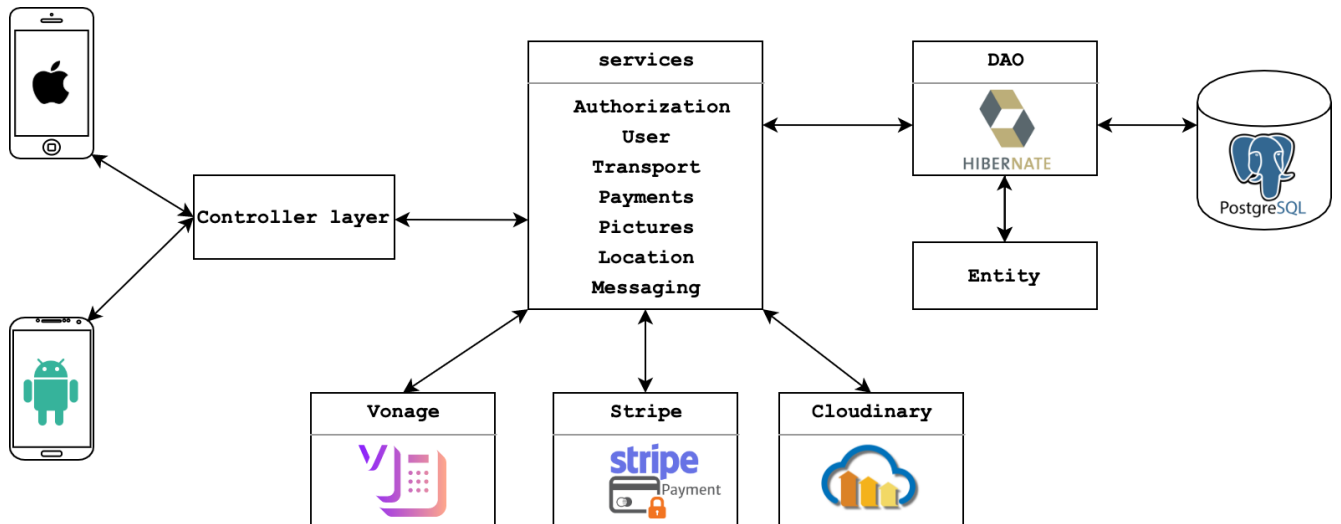 services
Authorization
User
Transport
Payments
Pictures
Location
Messaging
DAO
HIBERNATE
PostgreSQL
Controller layer
Entity
Vonage
Stripe
stripe
Payment
Cloudinary